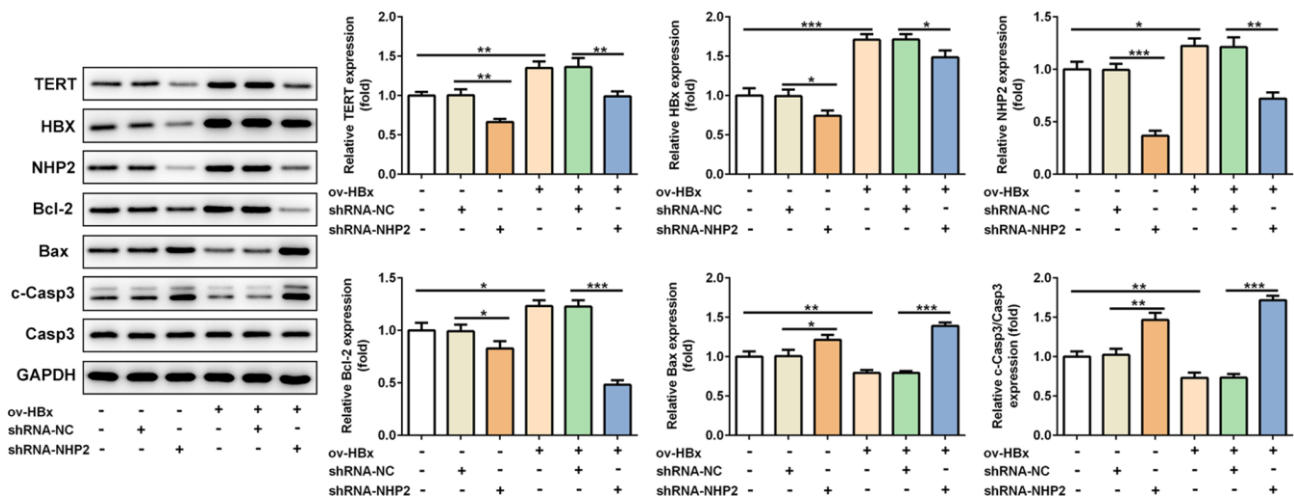 TERT
HBX
NHP2
Bcl-2
Bax
c-Casp3
Casp3
GAPDH
ov-HBx - - - + + +
shRNA-NC - + - - + -
shRNA-NHP2 - - + - - +
Relative TERT expression
(fold)
2.0
1.5
1.0
0.5
0.0
**
**
**
ov-HBx - - - + + +
shRNA-NC - + - - + -
shRNA-NHP2 - - + - - +
Relative HBx expression
(fold)
2.0
1.5
1.0
0.5
0.0
***
*
*
ov-HBx - - - + + +
shRNA-NC - + - - + -
shRNA-NHP2 - - + - - +
Relative NHP2 expression
(fold)
1.5
1.0
0.5
0.0
*
**
***
ov-HBx - - - + + +
shRNA-NC - + - - + -
shRNA-NHP2 - - + - - +
Relative Bcl-2 expression
(fold)
1.5
1.0
0.5
0.0
*
***
*
ov-HBx - - - + + +
shRNA-NC - + - - + -
shRNA-NHP2 - - + - - +
Relative Bax expression
(fold)
2.0
1.5
1.0
0.5
0.0
**
***
*
ov-HBx - - - + + +
shRNA-NC - + - - + -
shRNA-NHP2 - - + - - +
Relative c-Casp3/Casp3
expression (fold)
2.0
1.5
1.0
0.5
0.0
**
***
**
ov-HBx - - - + + +
shRNA-NC - + - - + -
shRNA-NHP2 - - + - - +